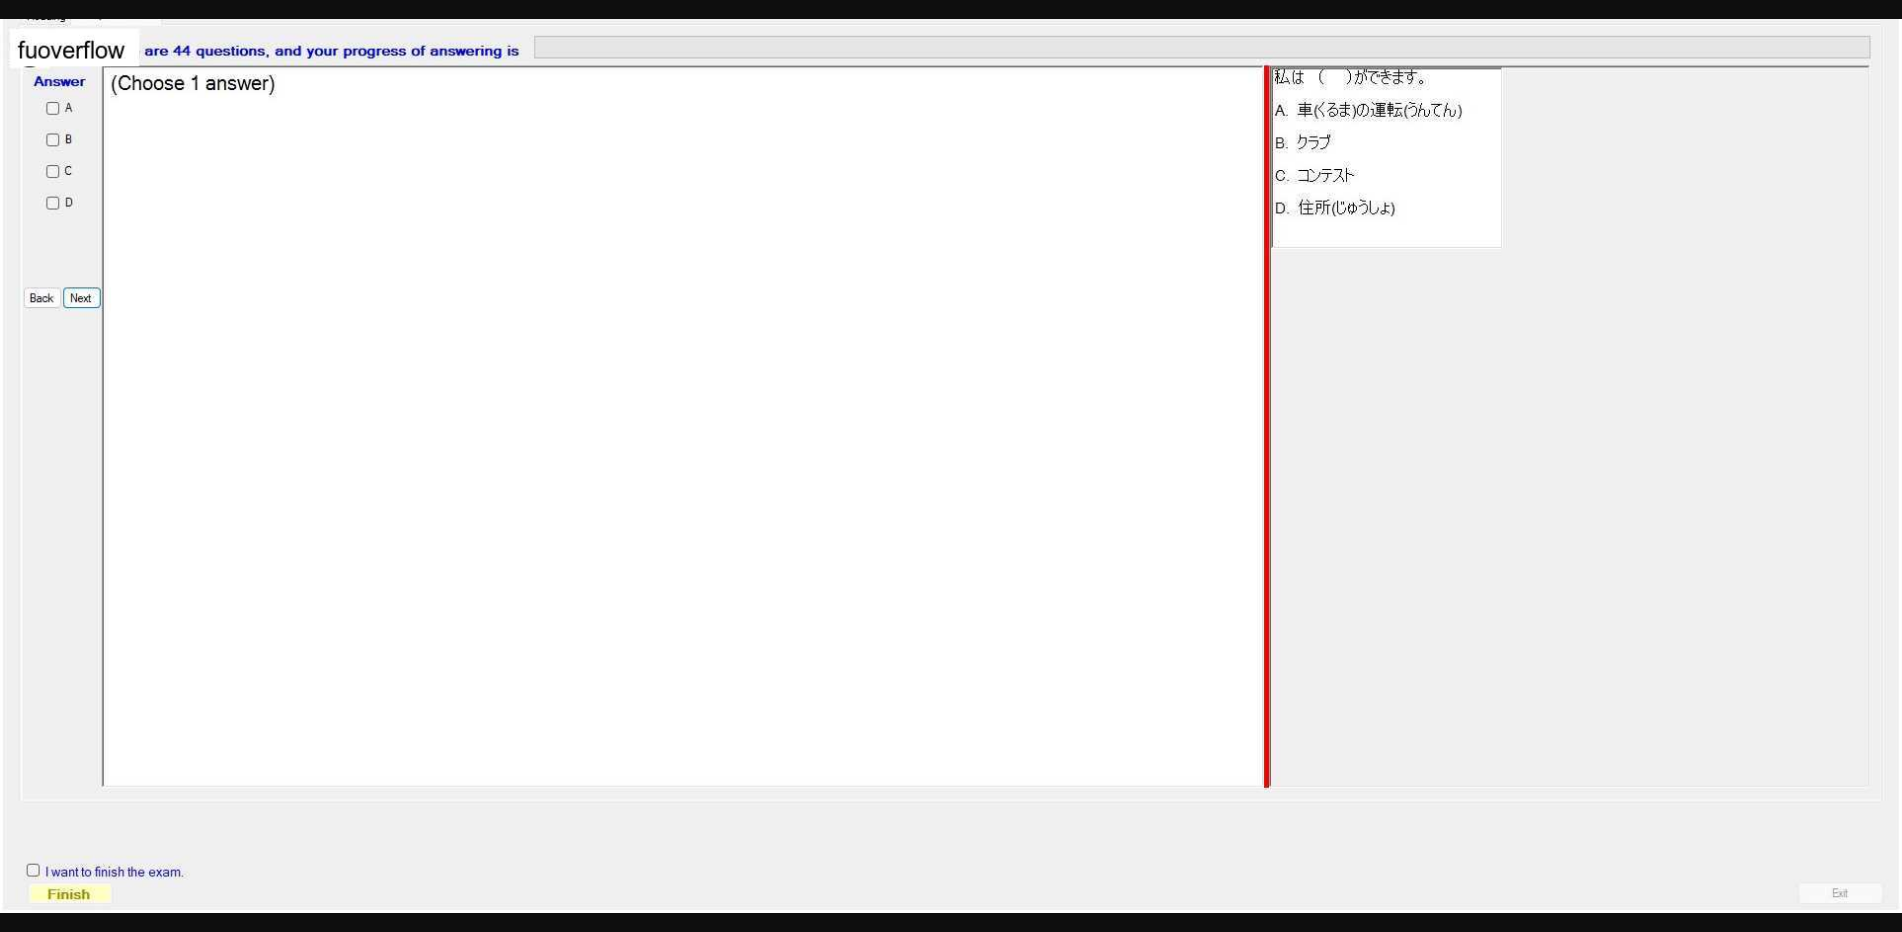 fuoverflow are 44 questions, and your progress of answering is
Answer
(Choose 1 answer)
A
B
C
D
Back Next
私は ( )ができます。
A. 車(くるま)の運転(うんてん)
B. クラブ
C. コンテスト
D. 住所(じゅうしょ)
I want to finish the exam.
Finish
Exit